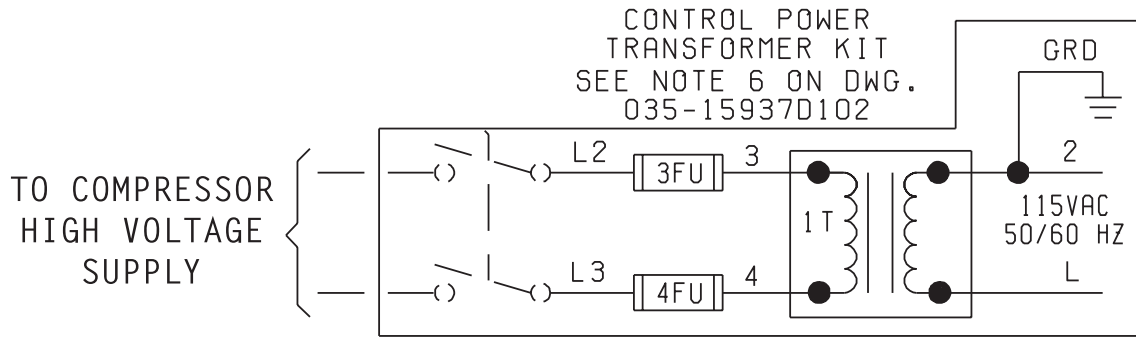 CONTROL POWER
TRANSFORMER KIT
SEE NOTE 6 ON DWG.
035-15937D102
GRD
TO COMPRESSOR
HIGH VOLTAGE
SUPPLY
L2
3FU
3
2
1T
115VAC
50/60 HZ
L3
4FU
4
L